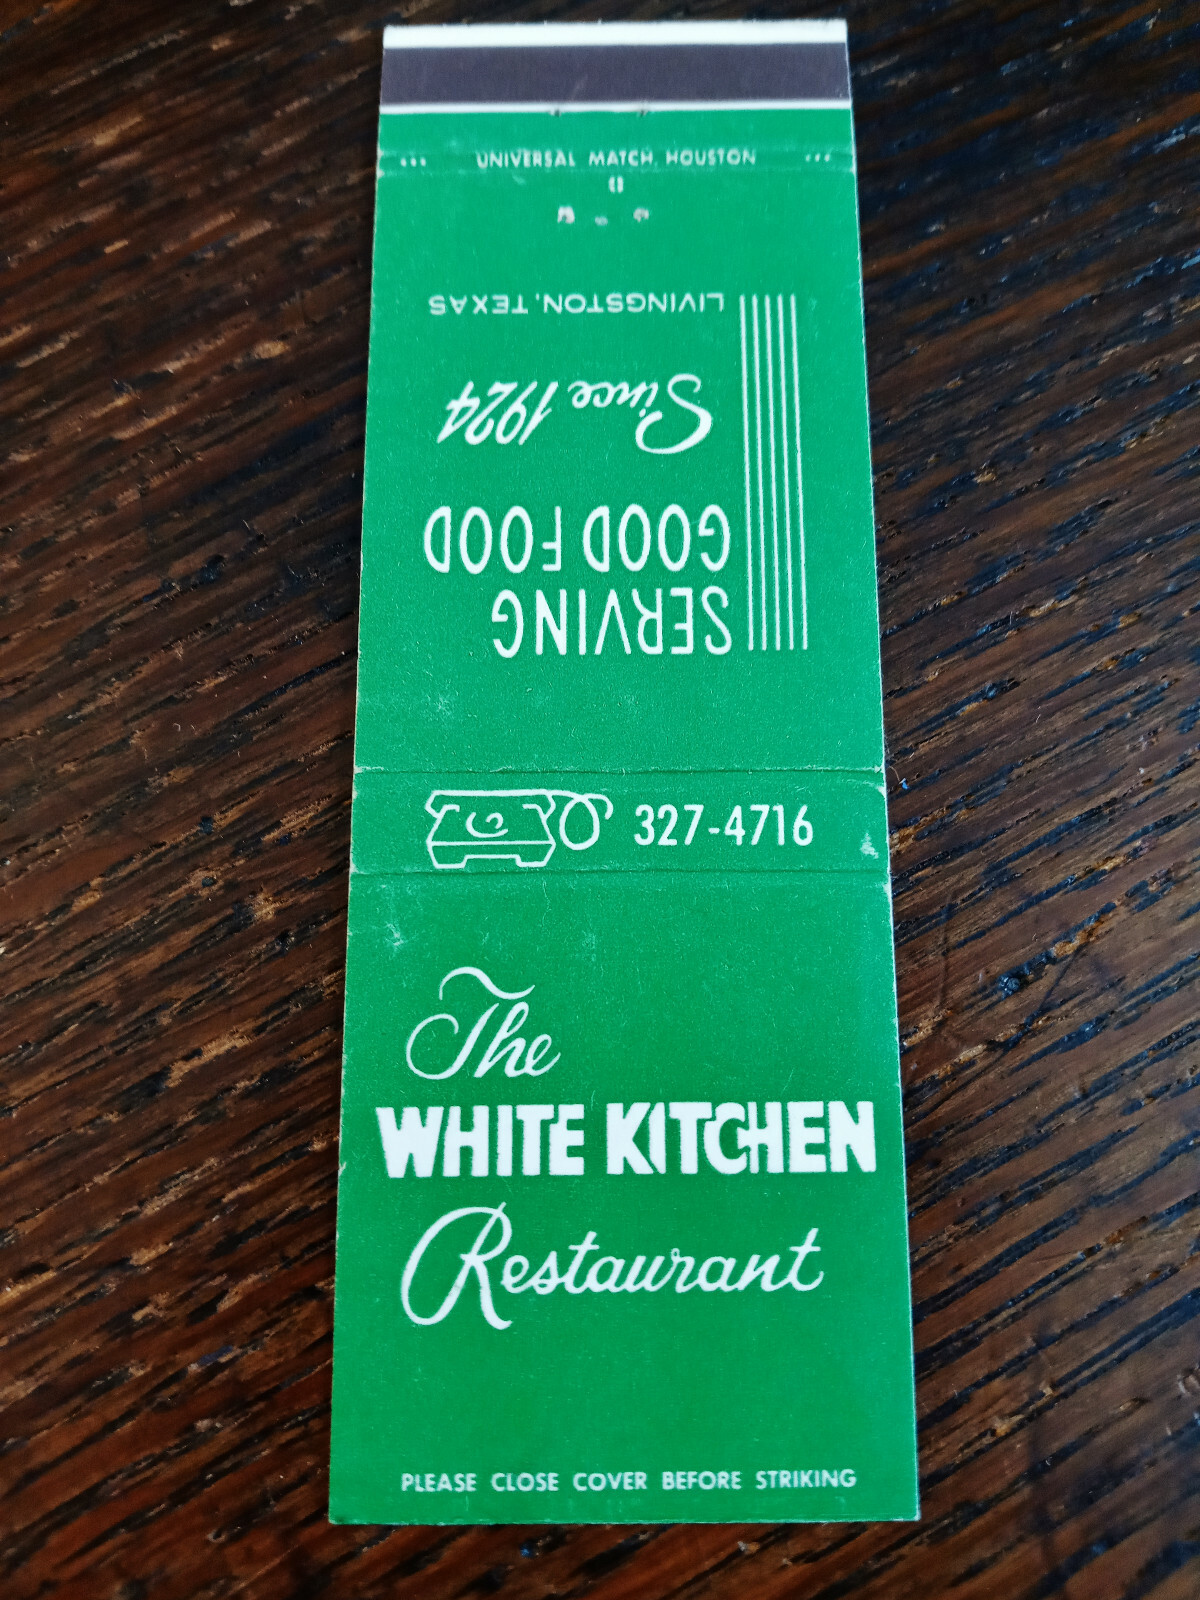 UNIVERSAL MATCH, HOUSTON
SERVING
GOOD FOOD
Since 1924
LIVINGSTON, TEXAS
327-4716
The
WHITE KITCHEN
Restaurant
PLEASE CLOSE COVER BEFORE STRIKING